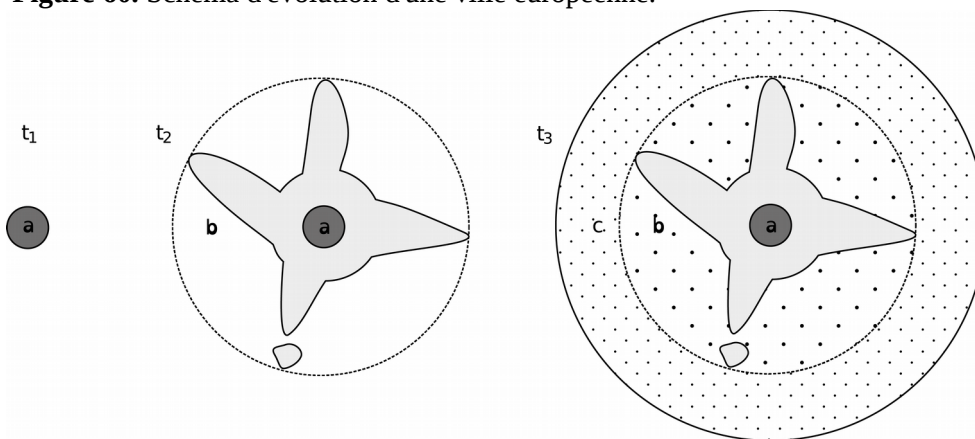 Figure 60. Schéma d'évolution d'une ville européenne.
t1 t2 t3
a b a c b a